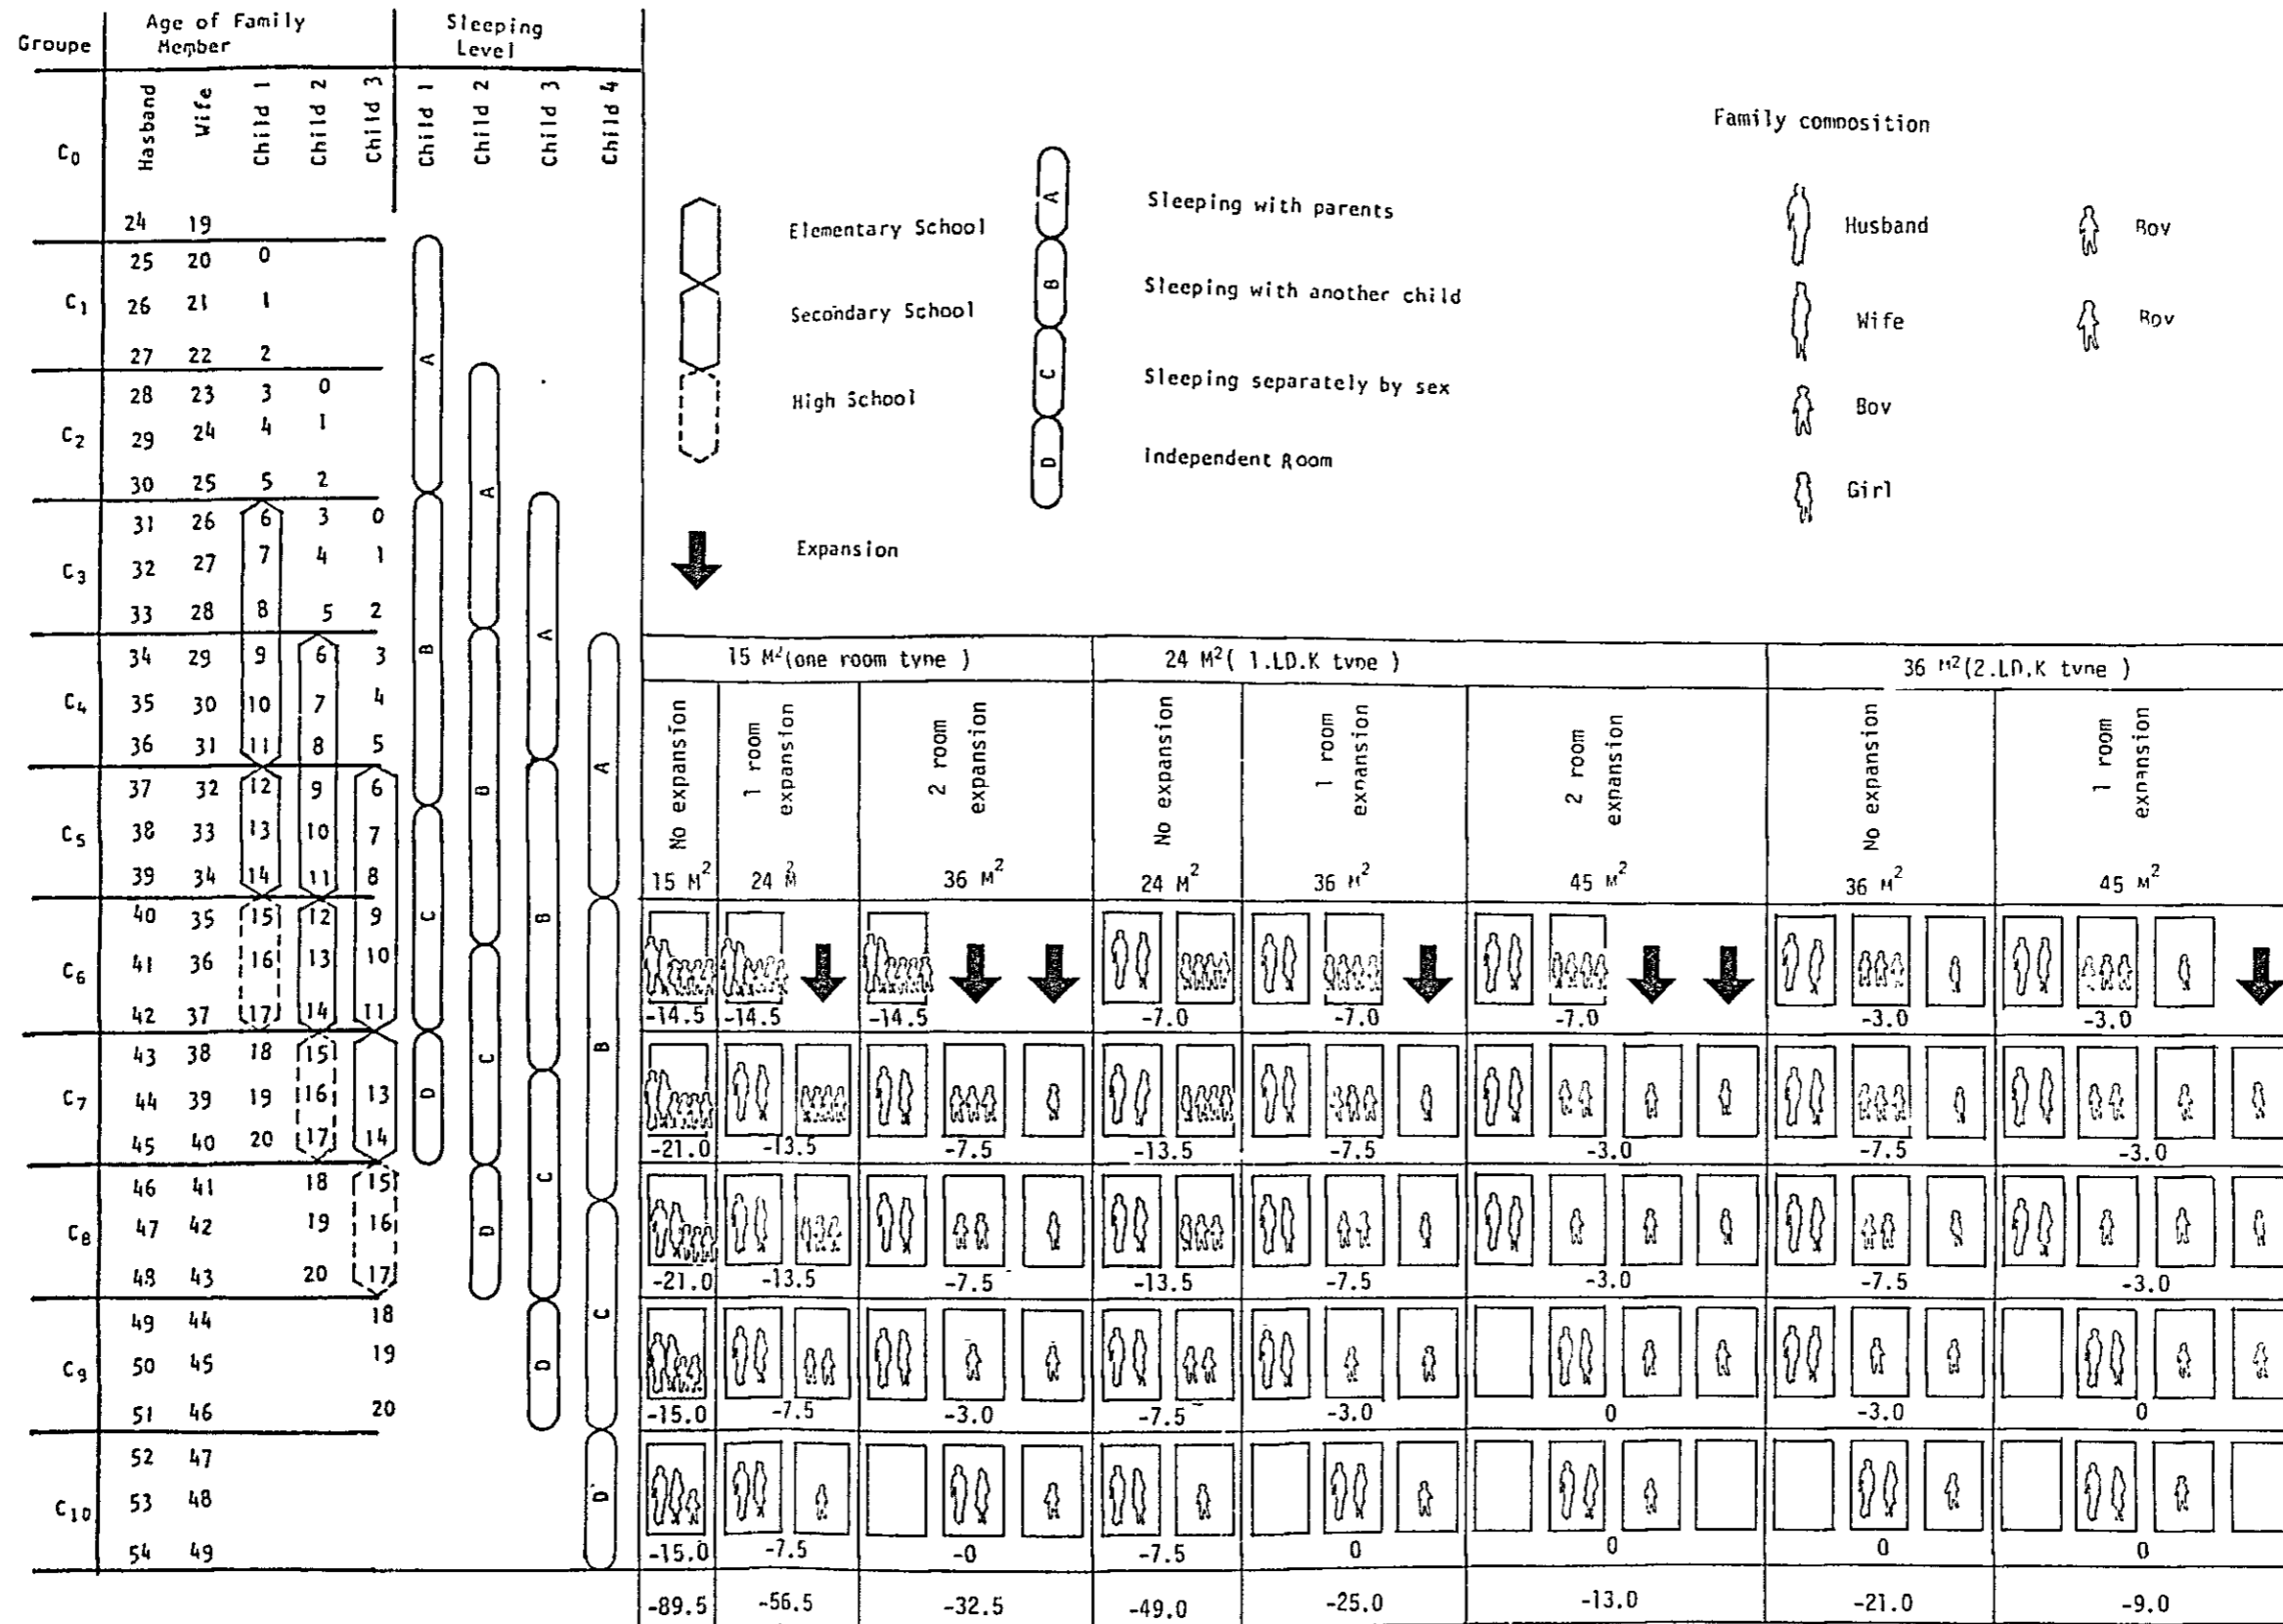 Groupe
Age of Family Member
Sleeping Level
Hasband
Wife
Child 1
Child 2
Child 3
Child 1
Child 2
Child 3
Child 4
C0
24 19
C1
25 20 0
26 21 1
27 22 2
C2
28 23 3 0
29 24 4 1
30 25 5 2
C3
31 26 6 3 0
32 27 7 4 1
33 28 8 5 2
C4
34 29 9 6 3
35 30 10 7 4
36 31 11 8 5
C5
37 32 12 9 6
38 33 13 10 7
39 34 14 11 8
C6
40 35 15 12 9
41 36 16 13 10
42 37 17 14 11
C7
43 38 18 15
44 39 19 16 13
45 40 20 17 14
C8
46 41 18 15
47 42 19 16
48 43 20 17
C9
49 44 18
50 45 19
51 46 20
C10
52 47
53 48
54 49
A
B
C
D
A
B
C
D
A
B
C
D
A
B
C
D
Elementary School
Secondary School
High School
Expansion
A
Sleeping with parents
B
Sleeping with another child
C
Sleeping separately by sex
D
independent Room
Family comnosition
Husband
Wife
Bov
Girl
Bov
Bov
15 M2(one room tyne )
24 M2( 1.LD.K tvne )
36 M2(2.LD.K tvne )
No expansion
1 room expansion
2 room expansion
No expansion
1 room expansion
2 room expansion
No expansion
1 room expansion
15 M2 24 M2 36 M2 24 M2 36 M2 45 M2 36 M2 45 M2
-14.5 -14.5 -14.5 -7.0 -7.0 -7.0 -3.0 -3.0
-21.0 -13.5 -7.5 -13.5 -7.5 -3.0 -7.5 -3.0
-21.0 -13.5 -7.5 -13.5 -7.5 -3.0 -7.5 -3.0
-15.0 -7.5 -3.0 -7.5 -3.0 0 -3.0 0
-15.0 -7.5 -0 -7.5 0 0 0 0
-89.5 -56.5 -32.5 -49.0 -25.0 -13.0 -21.0 -9.0